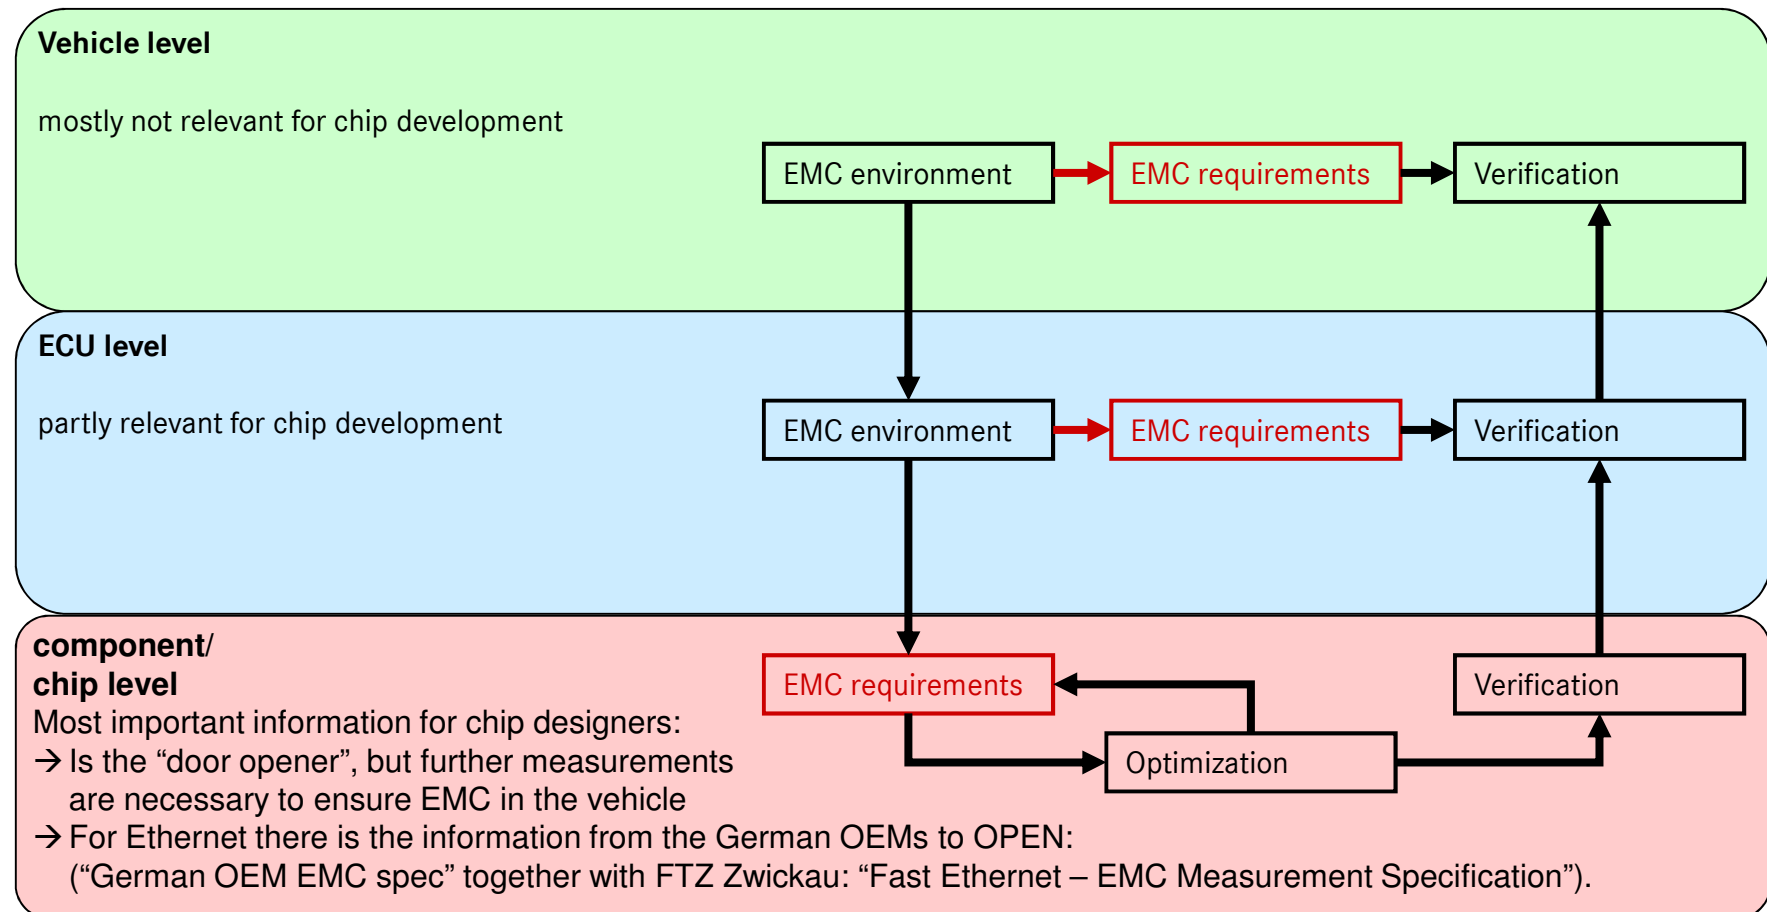 Vehicle level
mostly not relevant for chip development
EMC environment
EMC requirements
Verification
ECU level
partly relevant for chip development
EMC environment
EMC requirements
Verification
component/
chip level
Most important information for chip designers:
→ Is the “door opener”, but further measurements
are necessary to ensure EMC in the vehicle
→ For Ethernet there is the information from the German OEMs to OPEN:
(“German OEM EMC spec” together with FTZ Zwickau: “Fast Ethernet – EMC Measurement Specification”).
EMC requirements
Verification
Optimization